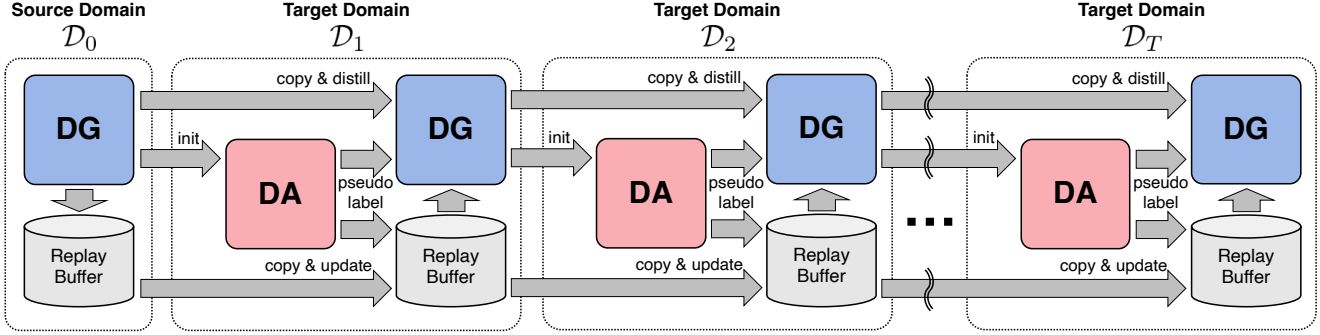 Source Domain
𝒟₀
Target Domain
𝒟₁
Target Domain
𝒟₂
Target Domain
𝒟_T
DG
init
Replay
Buffer
copy & distill
DA
pseudo
label
DG
Replay
Buffer
copy & update
copy & distill
init
DA
pseudo
label
DG
Replay
Buffer
copy & update
...
copy & distill
init
DA
pseudo
label
DG
Replay
Buffer
copy & update